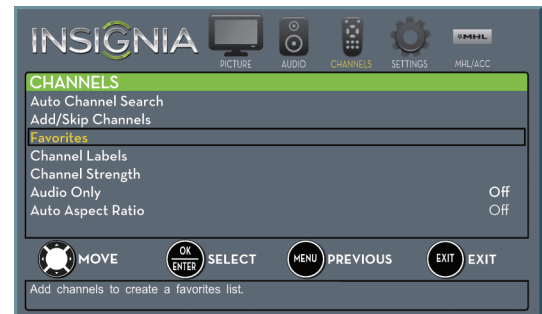 INSIGNIA
PICTURE AUDIO CHANNELS SETTINGS MHL/ACC
MHL
CHANNELS
Auto Channel Search
Add/Skip Channels
Favorites
Channel Labels
Channel Strength
Audio Only Off
Auto Aspect Ratio Off
MOVE OK ENTER SELECT MENU PREVIOUS EXIT EXIT
Add channels to create a favorites list.